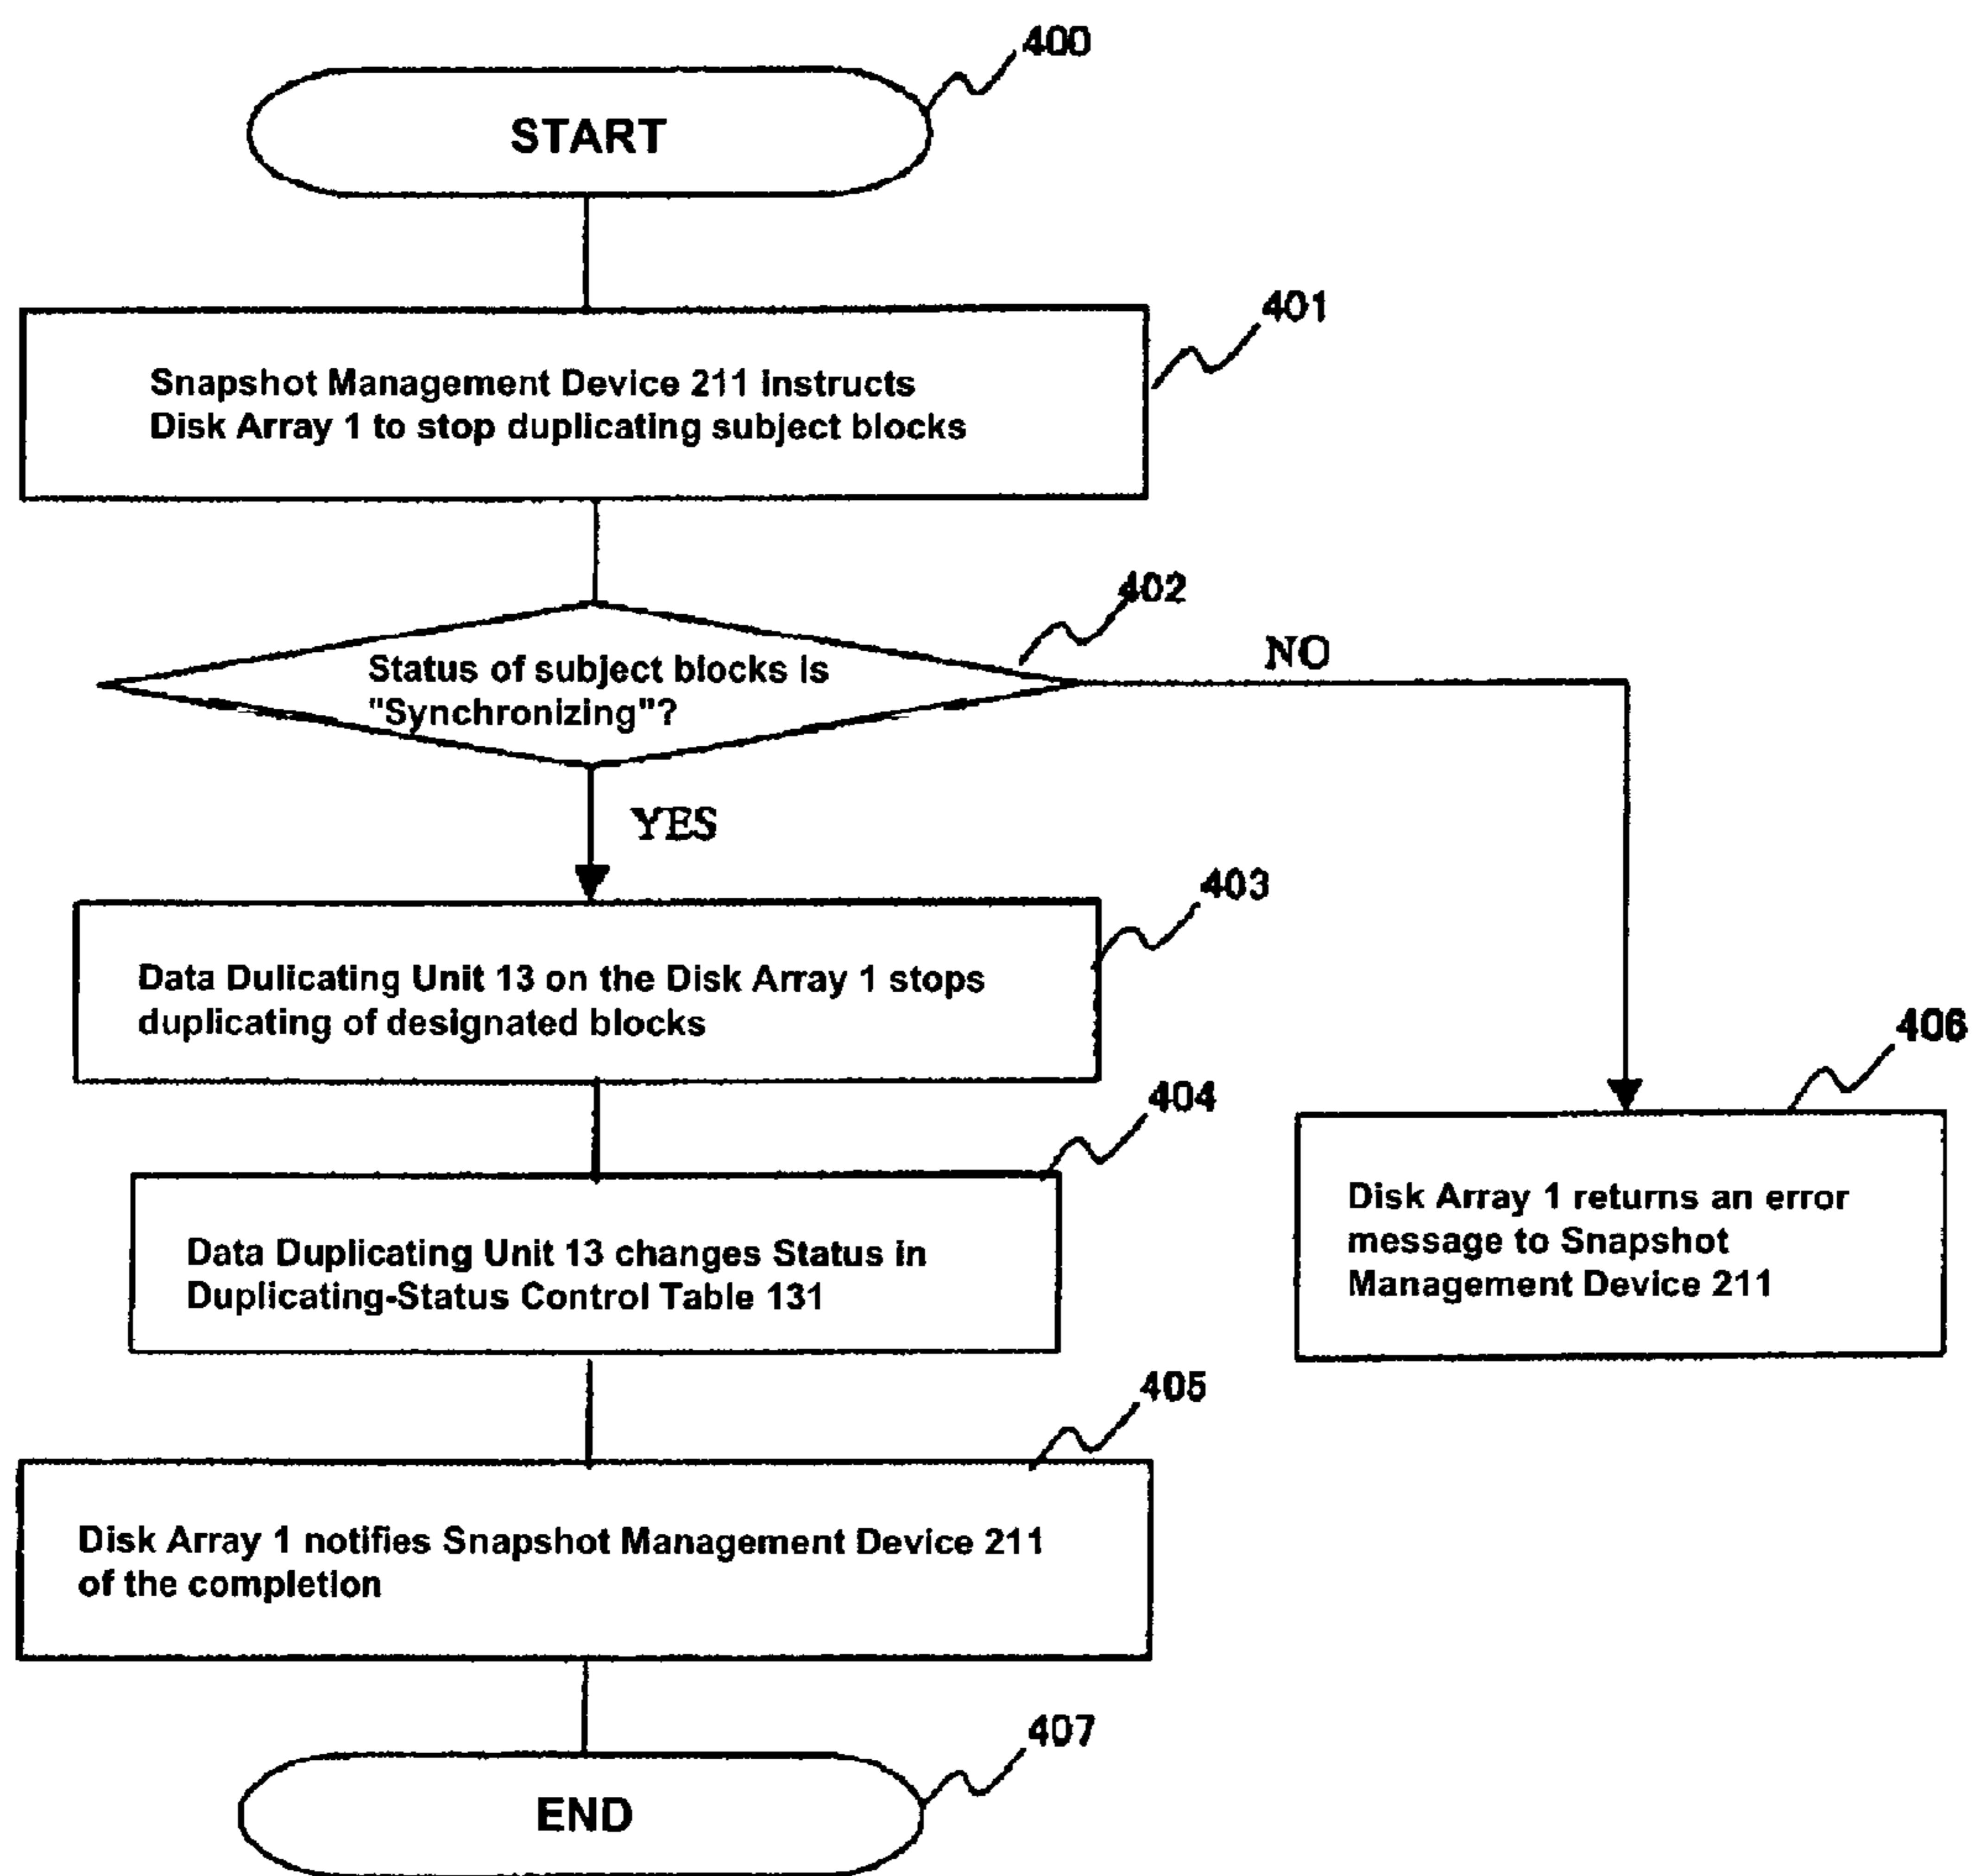 400
START
401
Snapshot Management Device 211 instructs
Disk Array 1 to stop duplicating subject blocks
402
Status of subject blocks is
"Synchronizing"?
NO
YES
403
Data Dulicating Unit 13 on the Disk Array 1 stops
duplicating of designated blocks
404
Data Duplicating Unit 13 changes Status in
Duplicating-Status Control Table 131
406
Disk Array 1 returns an error
message to Snapshot
Management Device 211
405
Disk Array 1 notifies Snapshot Management Device 211
of the completion
407
END